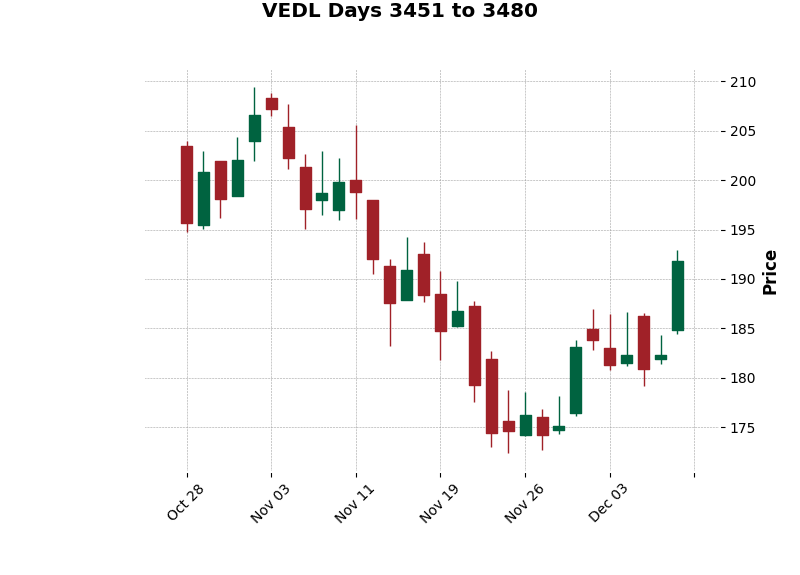 VEDL Days 3451 to 3480
210
205
200
195
190
185
180
175
Price
Oct 28
Nov 03
Nov 11
Nov 19
Nov 26
Dec 03